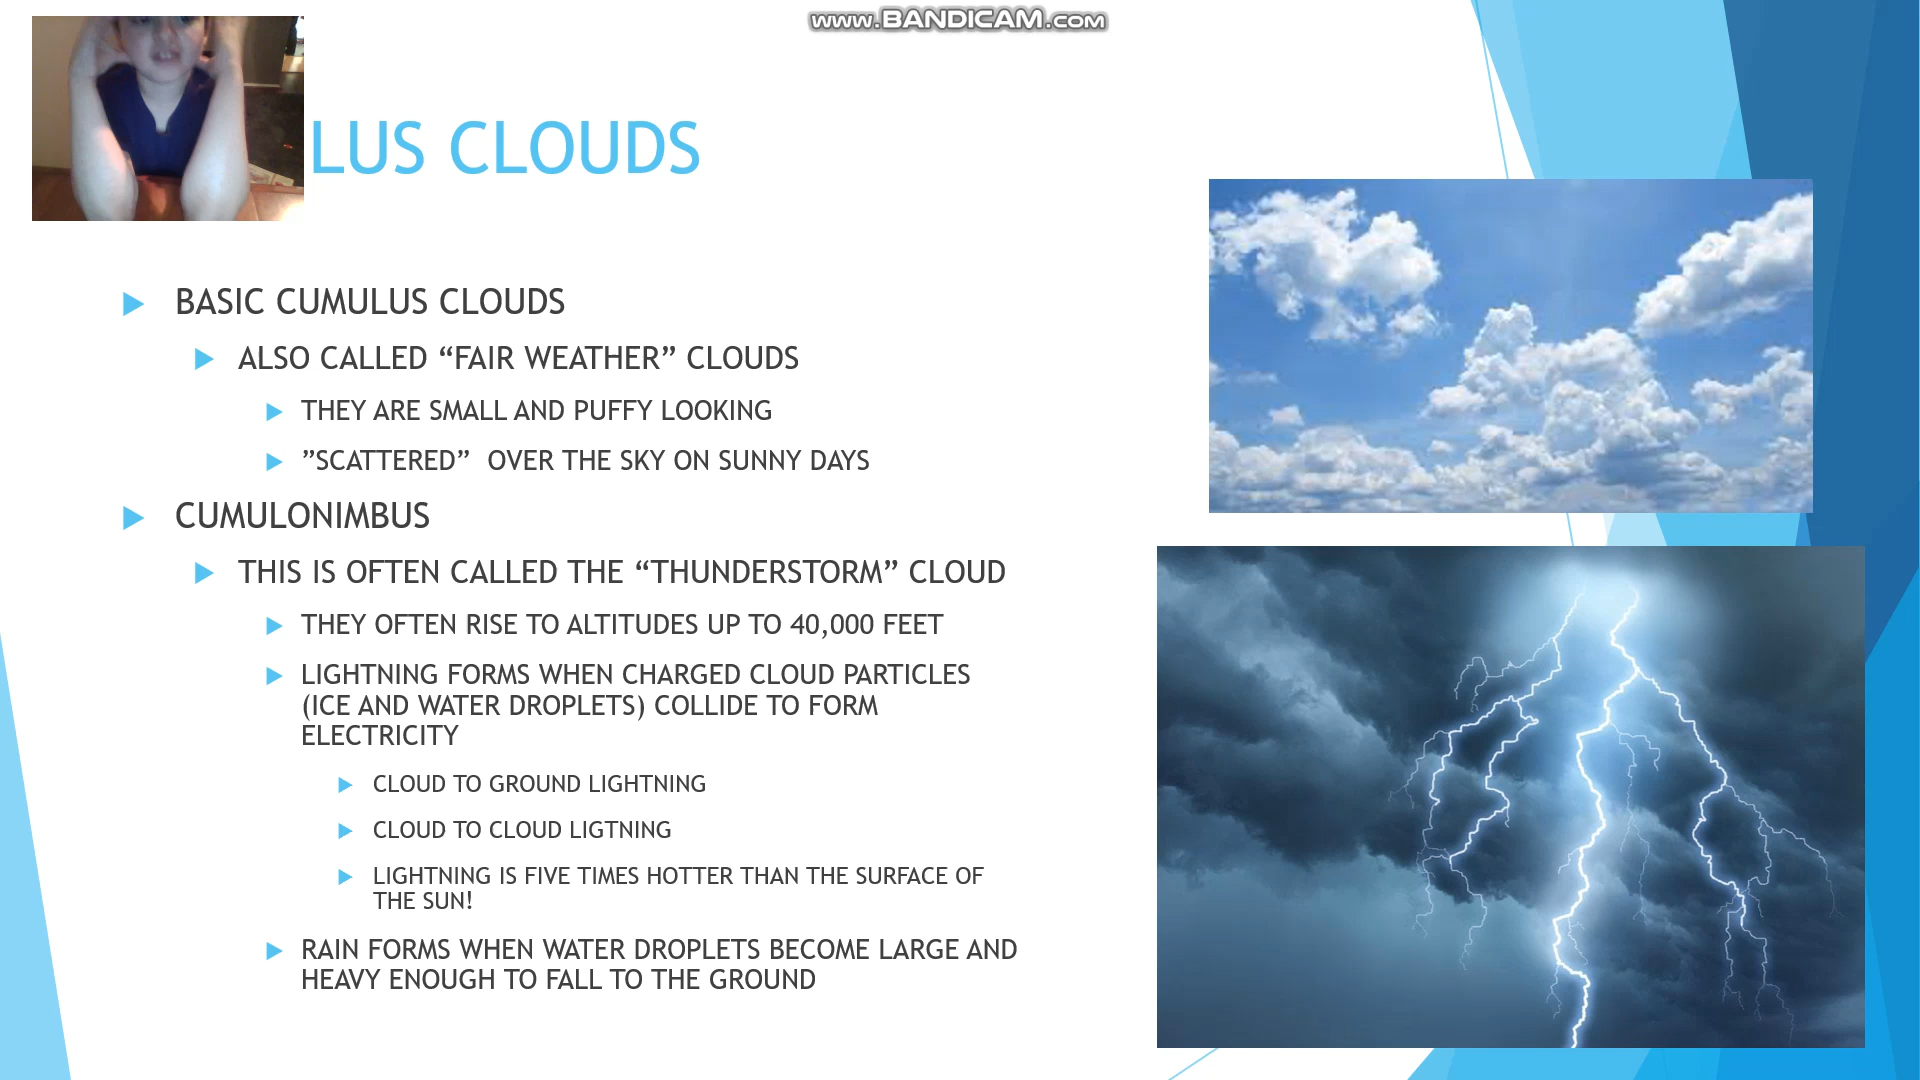 www.BANDICAM.com
LUS CLOUDS
BASIC CUMULUS CLOUDS
ALSO CALLED “FAIR WEATHER” CLOUDS
THEY ARE SMALL AND PUFFY LOOKING
”SCATTERED” OVER THE SKY ON SUNNY DAYS
CUMULONIMBUS
THIS IS OFTEN CALLED THE “THUNDERSTORM” CLOUD
THEY OFTEN RISE TO ALTITUDES UP TO 40,000 FEET
LIGHTNING FORMS WHEN CHARGED CLOUD PARTICLES
(ICE AND WATER DROPLETS) COLLIDE TO FORM
ELECTRICITY
CLOUD TO GROUND LIGHTNING
CLOUD TO CLOUD LIGTNING
LIGHTNING IS FIVE TIMES HOTTER THAN THE SURFACE OF
THE SUN!
RAIN FORMS WHEN WATER DROPLETS BECOME LARGE AND
HEAVY ENOUGH TO FALL TO THE GROUND